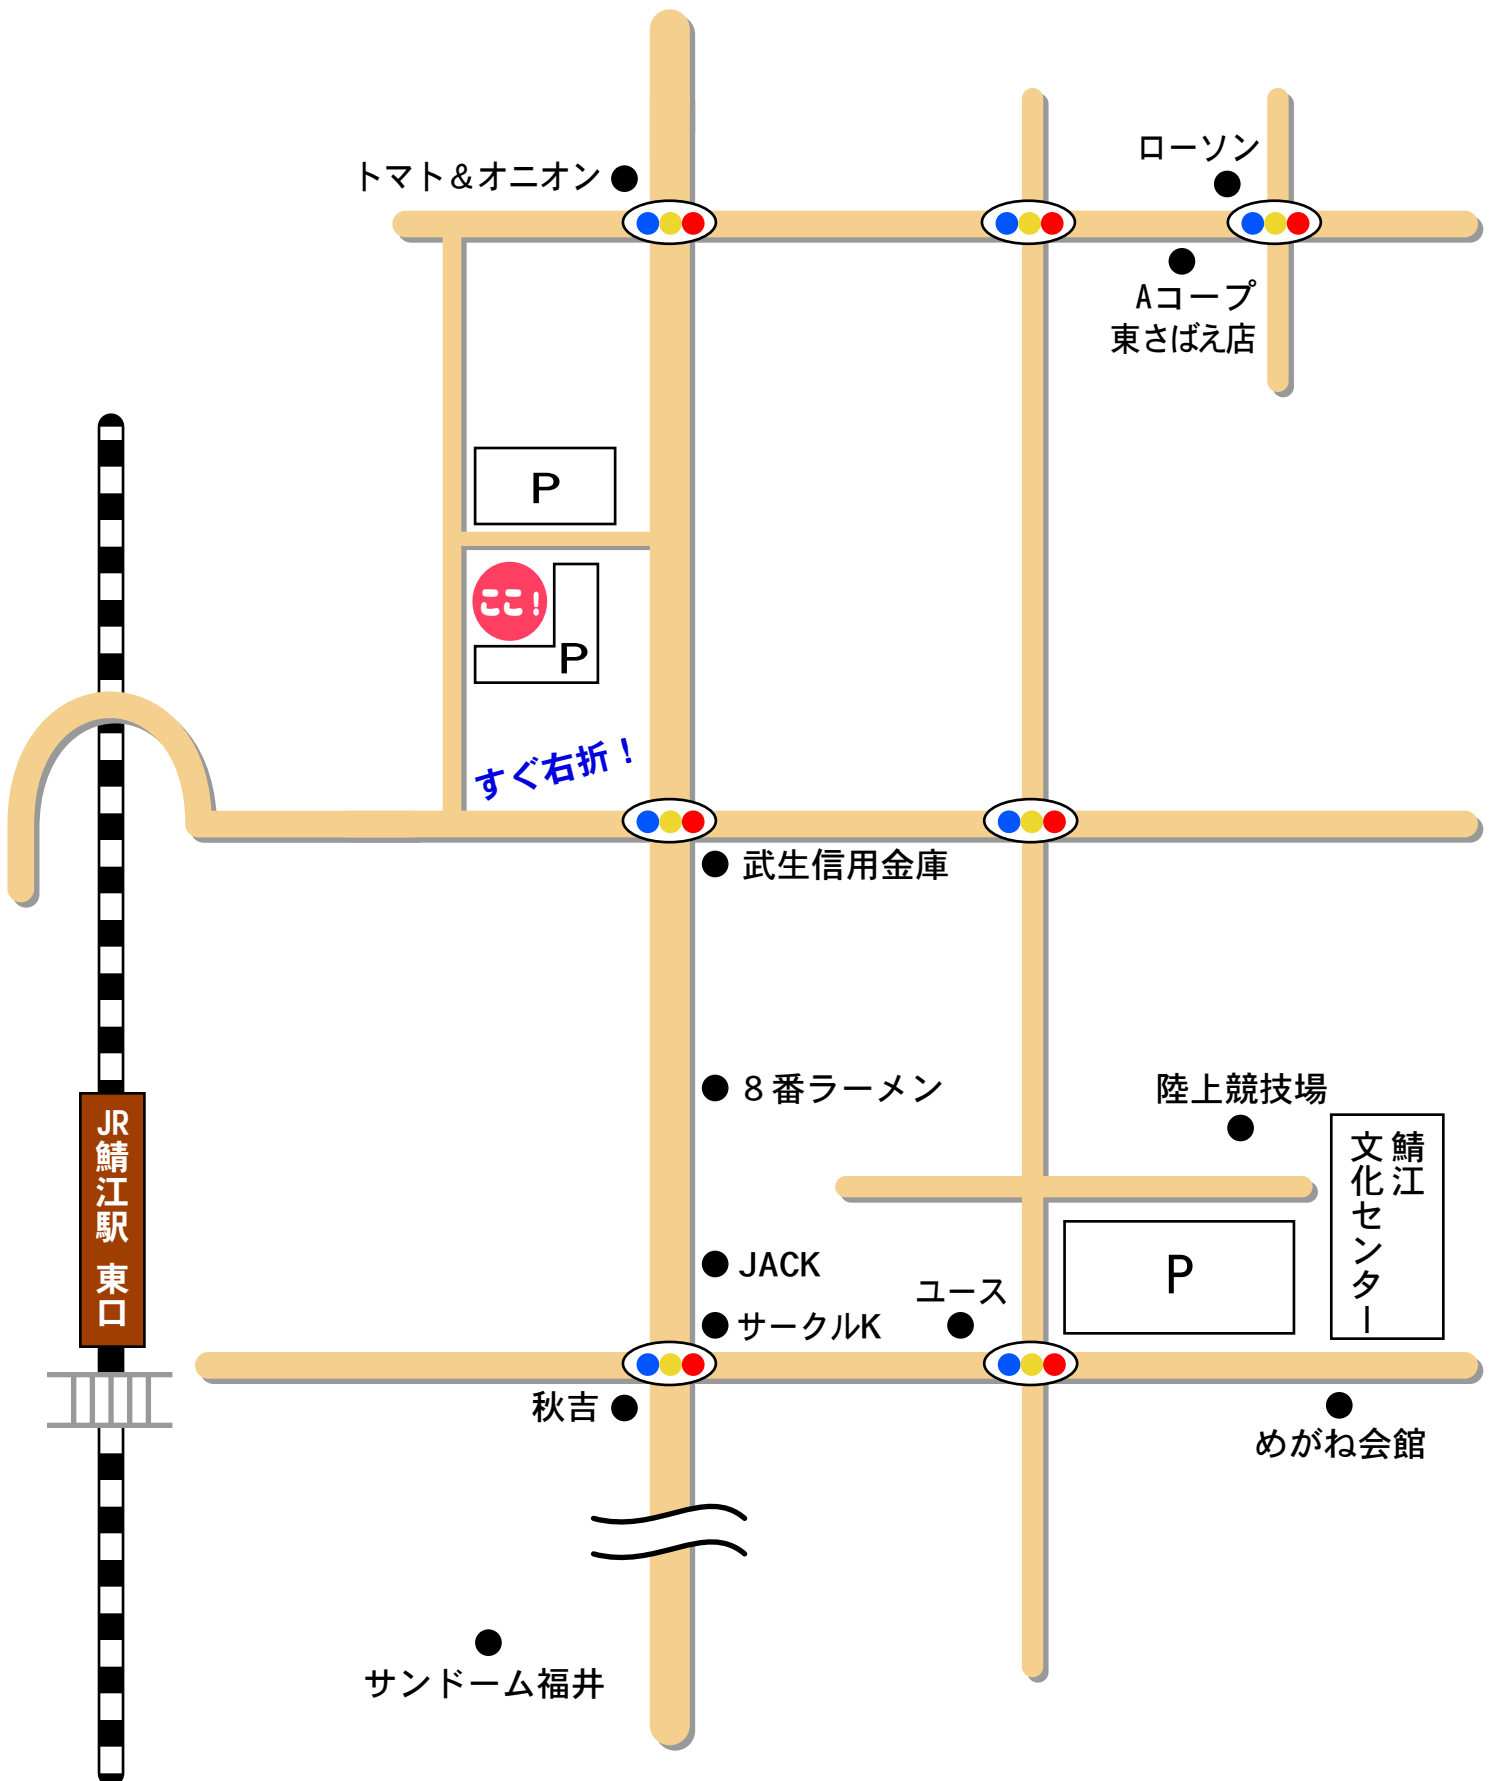 トマト＆オニオン
ローソン
Aコープ
東さばえ店
P
ここ!
P
すぐ右折！
武生信用金庫
８番ラーメン
陸上競技場
JR鯖江駅 東口
鯖江
文化センター
P
JACK
ユース
サークルK
秋吉
めがね会館
サンドーム福井